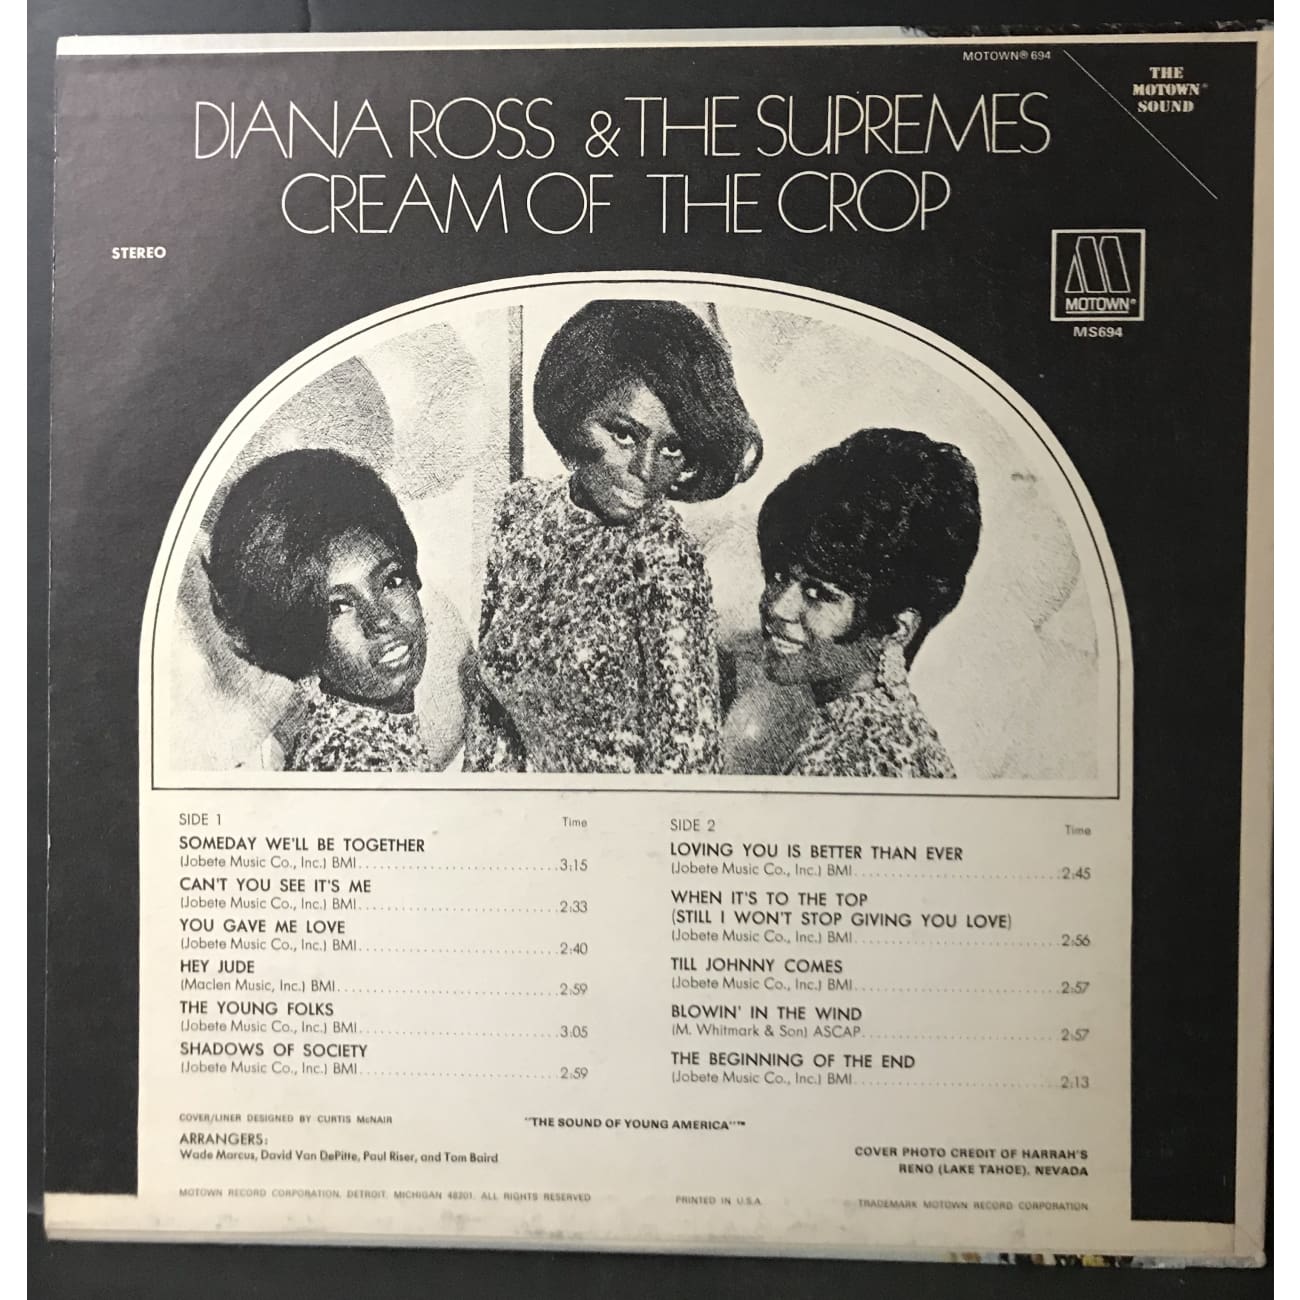 MOTOWN® 694
THE
MOTOWN®
SOUND
DIANA ROSS & THE SUPREMES
CREAM OF THE CROP
STEREO
MOTOWN®
MS694
SIDE 1 Time
SOMEDAY WE'LL BE TOGETHER
(Jobete Music Co., Inc.) BMI 3:15
CAN'T YOU SEE IT'S ME
(Jobete Music Co., Inc.) BMI 2:33
YOU GAVE ME LOVE
(Jobete Music Co., Inc.) BMI 2:40
HEY JUDE
(Maclen Music, Inc.) BMI 2:59
THE YOUNG FOLKS
(Jobete Music Co., Inc.) BMI 3:05
SHADOWS OF SOCIETY
(Jobete Music Co., Inc.) BMI 2:59
SIDE 2 Time
LOVING YOU IS BETTER THAN EVER
(Jobete Music Co., Inc.) BMI 2:45
WHEN IT'S TO THE TOP
(STILL I WON'T STOP GIVING YOU LOVE)
(Jobete Music Co., Inc.) BMI 2:56
TILL JOHNNY COMES
(Jobete Music Co., Inc.) BMI 2:57
BLOWIN' IN THE WIND
(M. Whitmark & Son) ASCAP 2:57
THE BEGINNING OF THE END
(Jobete Music Co., Inc.) BMI 2:13
COVER/LINER DESIGNED BY CURTIS McNAIR
"THE SOUND OF YOUNG AMERICA"™
ARRANGERS:
Wade Marcus, David Van DePitte, Paul Riser, and Tom Baird
COVER PHOTO CREDIT OF HARRAH'S
RENO (LAKE TAHOE), NEVADA
MOTOWN RECORD CORPORATION, DETROIT, MICHIGAN 48201. ALL RIGHTS RESERVED
PRINTED IN U.S.A.
TRADEMARK MOTOWN RECORD CORPORATION